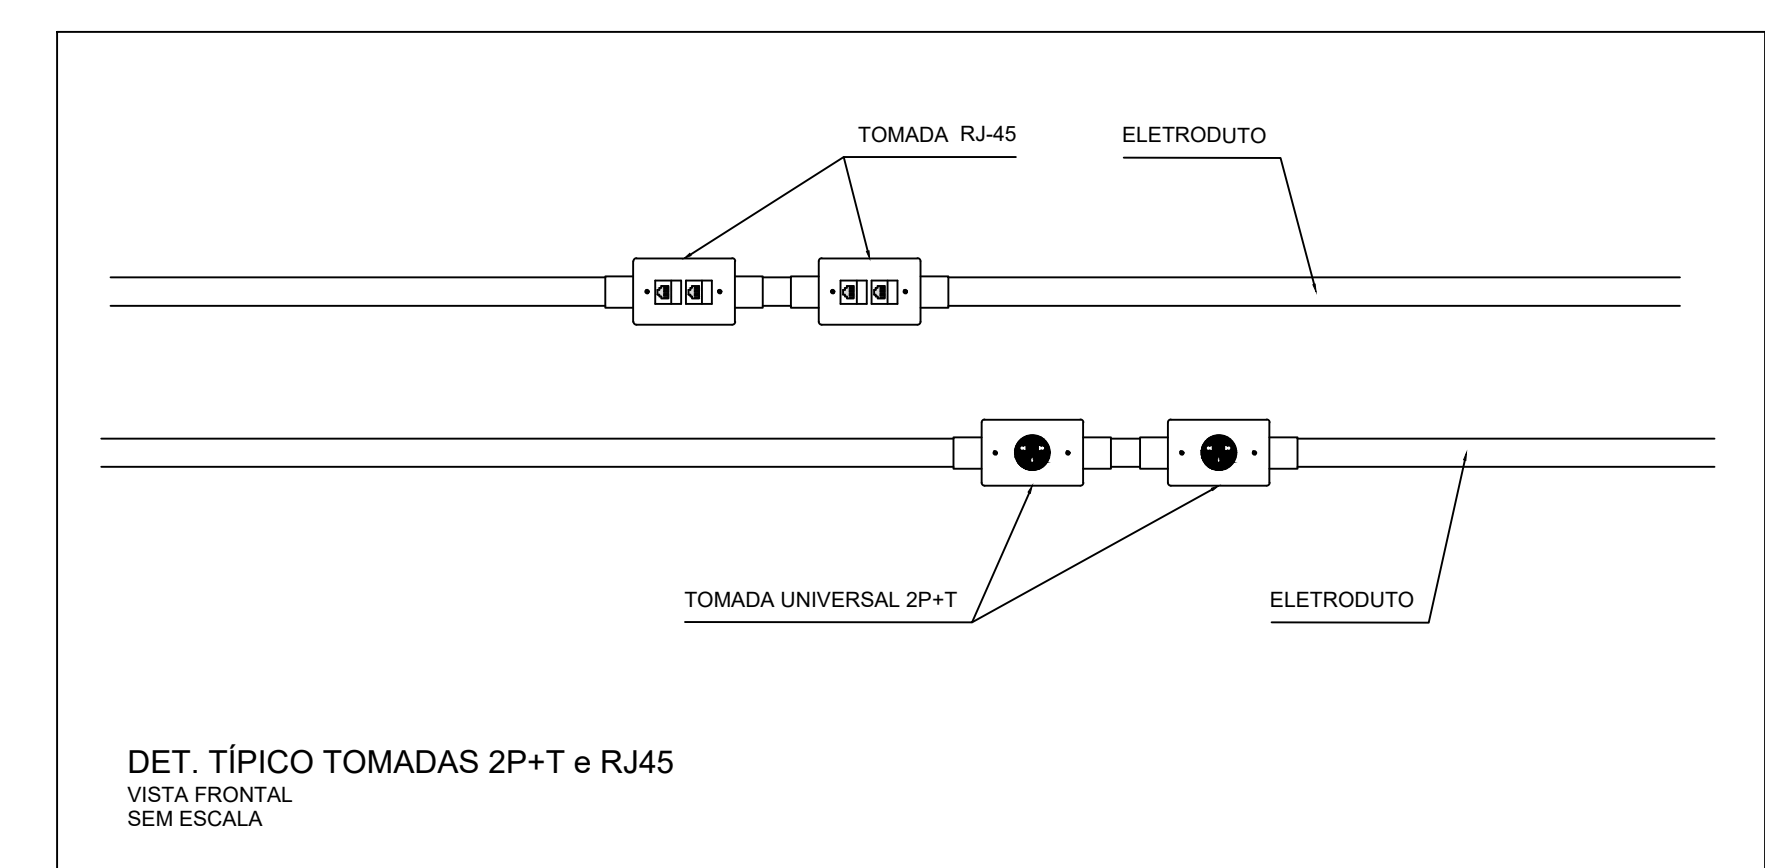 TOMADA RJ-45
ELETRODUTO
TOMADA UNIVERSAL 2P+T
ELETRODUTO
DET. TÍPICO TOMADAS 2P+T e RJ45
VISTA FRONTAL
SEM ESCALA